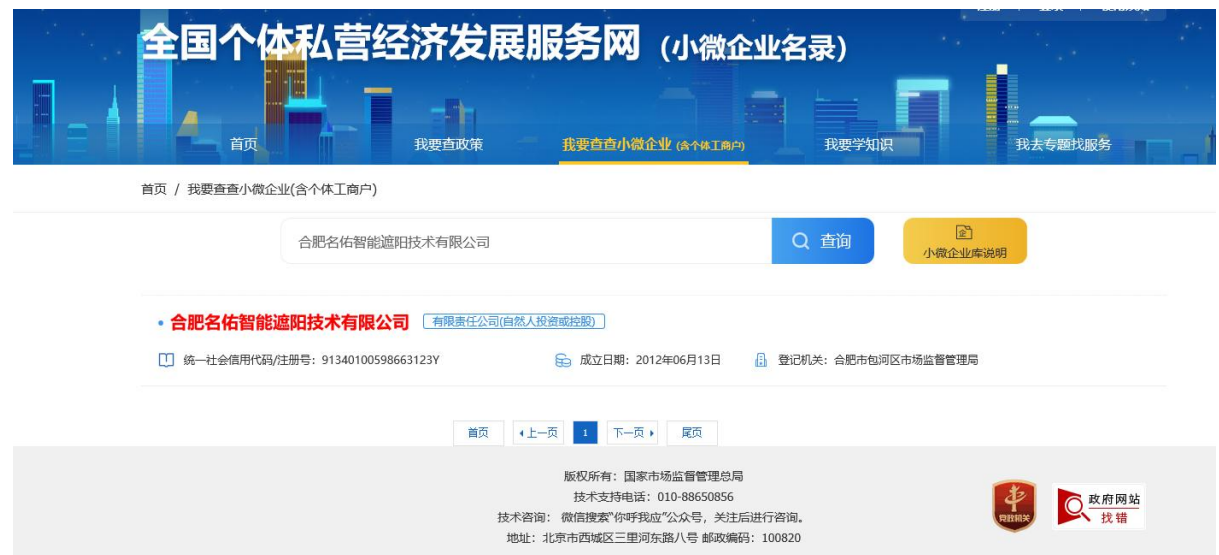 全国个体私营经济发展服务网 (小微企业名录)
首页 我要查政策 我要查查小微企业 (含个体工商户) 我要学知识 我去专题找服务
首页 / 我要查查小微企业(含个体工商户)
合肥名佑智能遮阳技术有限公司 查询 小微企业库说明
合肥名佑智能遮阳技术有限公司 有限责任公司(自然人投资或控股)
统一社会信用代码/注册号：91340100598663123Y 成立日期：2012年06月13日 登记机关：合肥市包河区市场监督管理局
首页 上一页 1 下一页 尾页
版权所有：国家市场监督管理总局
技术支持电话：010-88650856
技术咨询： 微信搜索“你呼我应”公众号，关注后进行咨询。
地址：北京市西城区三里河东路八号 邮政编码：100820
党政机关
政府网站
找错